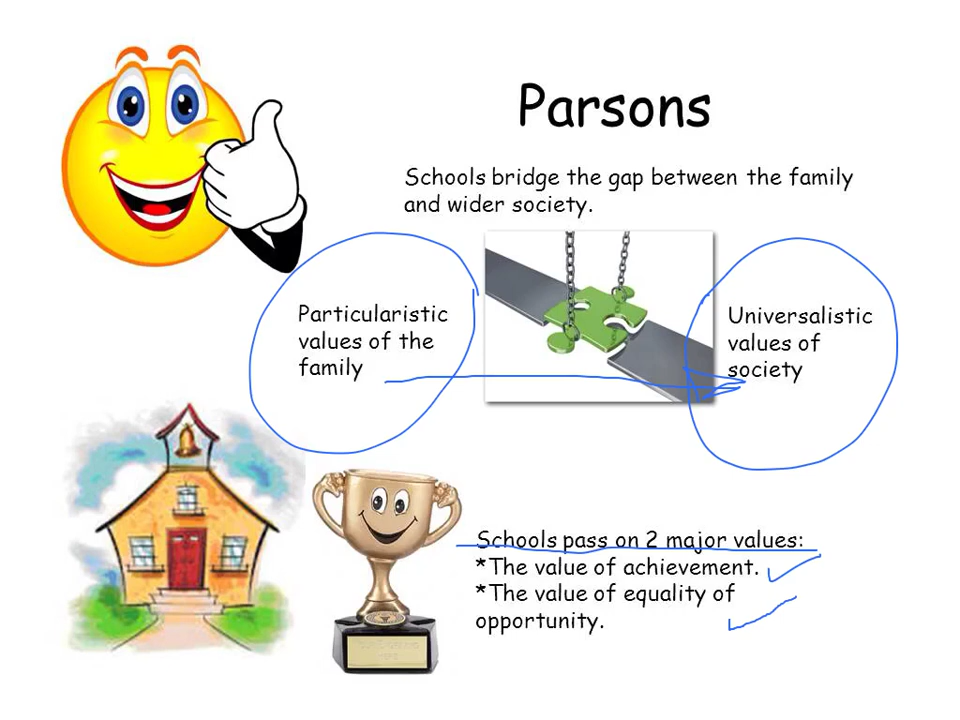 Parsons
Schools bridge the gap between the family
and wider society.
Particularistic
values of the
family
Universalistic
values of
society
Schools pass on 2 major values:
*The value of achievement.
*The value of equality of
opportunity.